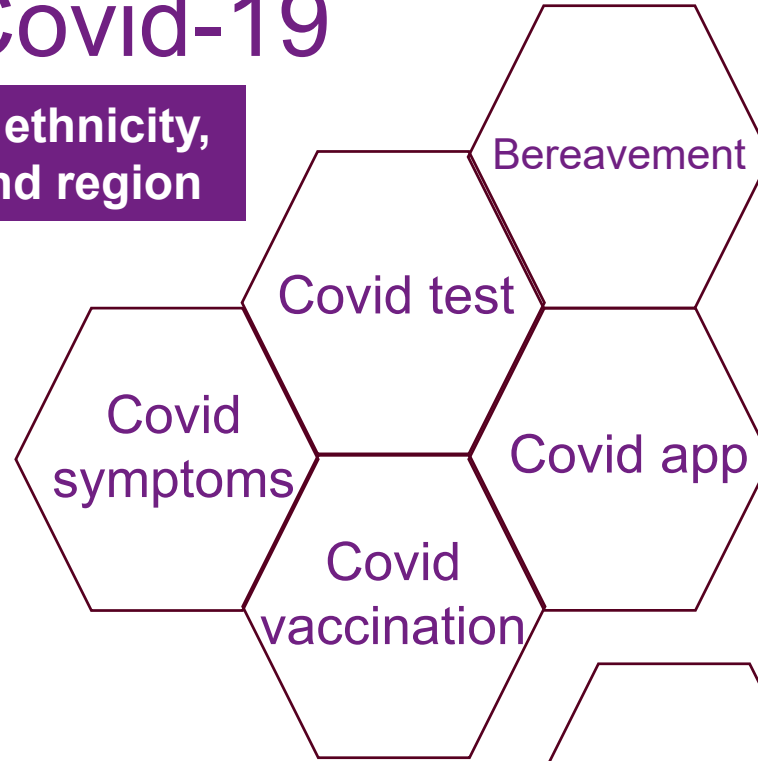 Covid-19
ethnicity,
nd region
Bereavement
Covid test
Covid
symptoms
Covid app
Covid
vaccination